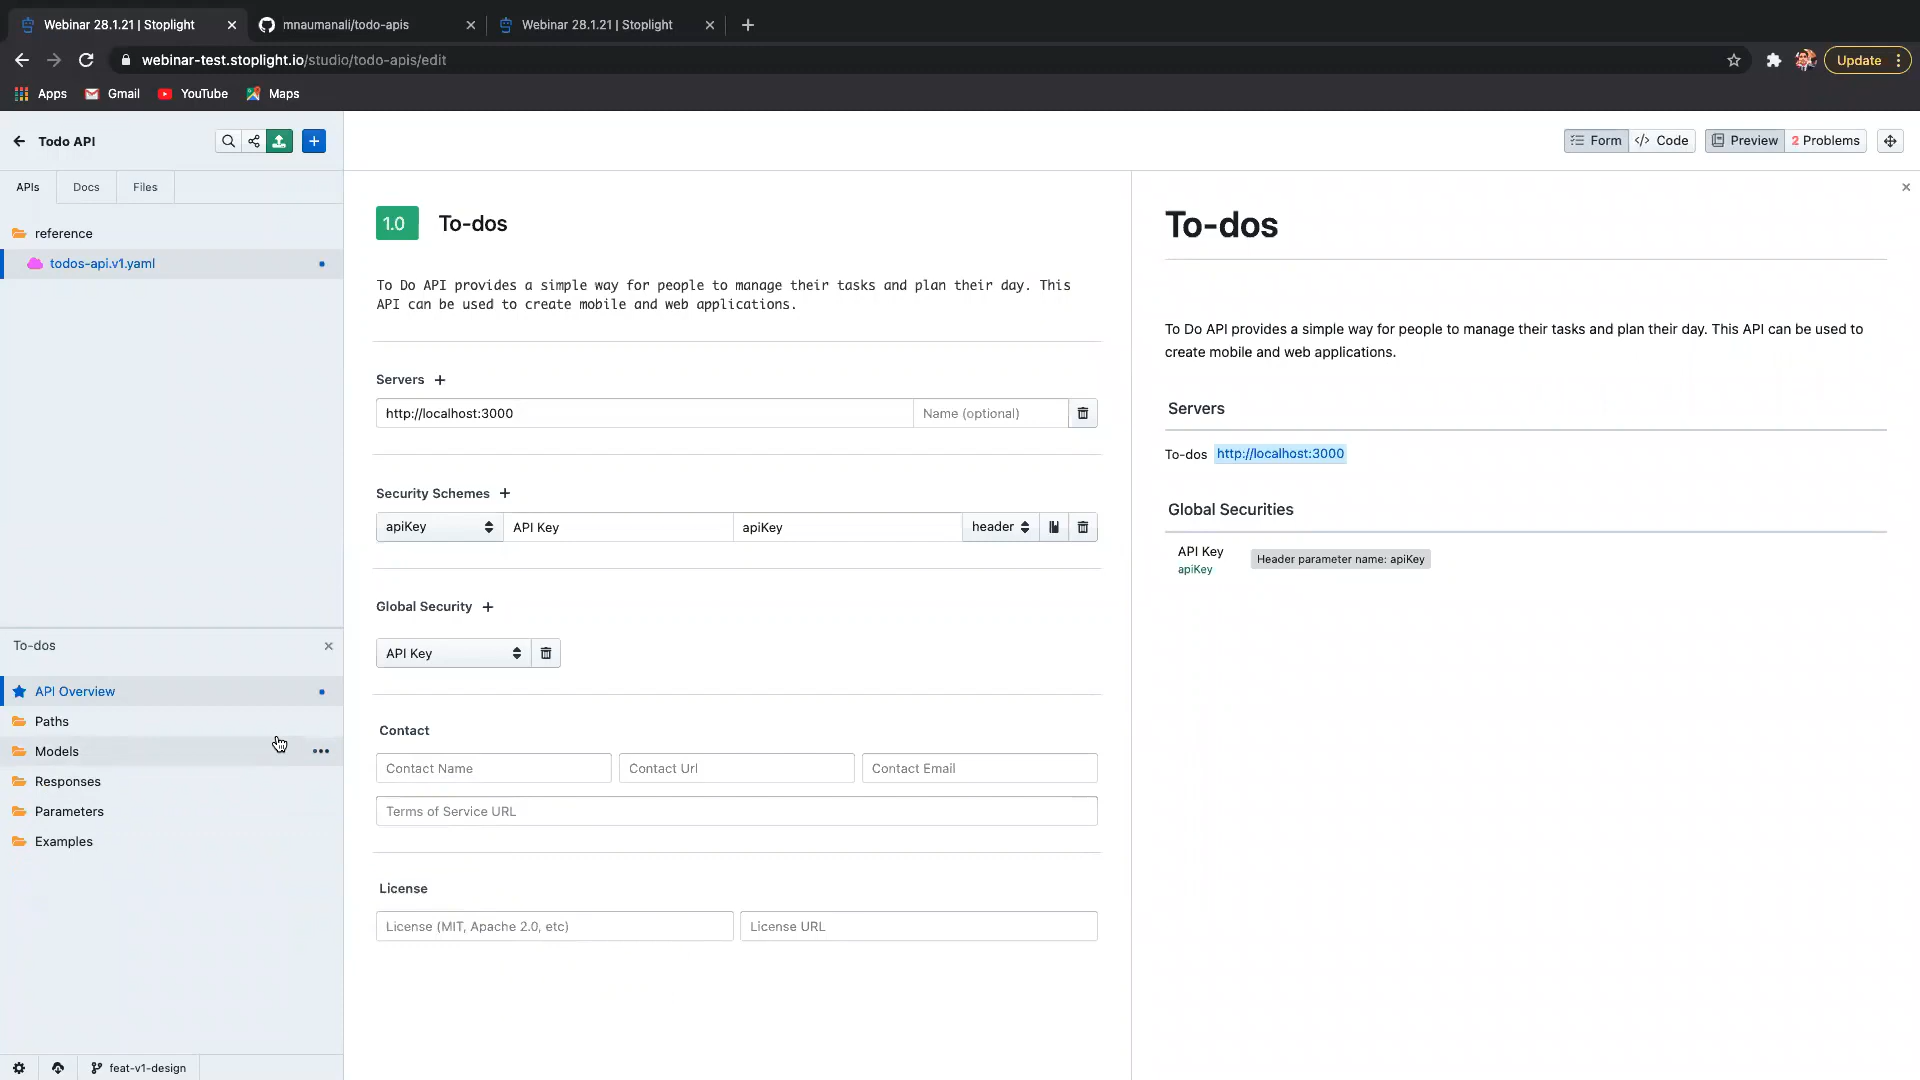 Webinar 28.1.21 | Stoplight
mnaumanali/todo-apis
Webinar 28.1.21 | Stoplight
webinar-test.stoplight.io/studio/todo-apis/edit
Update
Apps
Gmail
YouTube
Maps
Todo API
Form
Code
Preview
2 Problems
APIs
Docs
Files
reference
todos-api.v1.yaml
To-dos
API Overview
Paths
Models
Responses
Parameters
Examples
feat-v1-design
1.0
To-dos
To Do API provides a simple way for people to manage their tasks and plan their day. This
API can be used to create mobile and web applications.
Servers
http://localhost:3000
Name (optional)
Security Schemes
apiKey
API Key
apiKey
header
Global Security
API Key
Contact
Contact Name
Contact Url
Contact Email
Terms of Service URL
License
License (MIT, Apache 2.0, etc)
License URL
To-dos
To Do API provides a simple way for people to manage their tasks and plan their day. This API can be used to
create mobile and web applications.
Servers
To-dos http://localhost:3000
Global Securities
API Key
apiKey
Header parameter name: apiKey